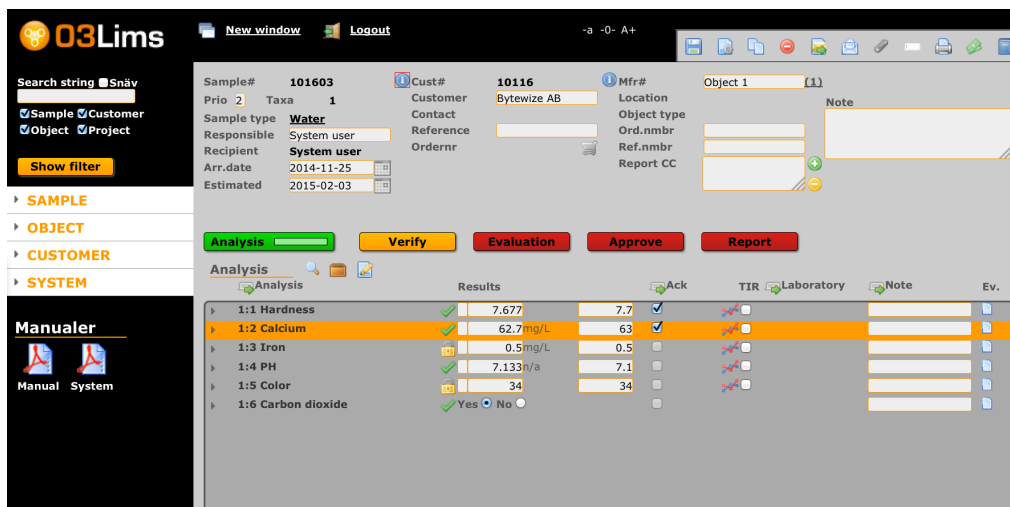 O3Lims
New window Logout -a -0- A+
Search string Snäv
Sample Customer
Object Project
Show filter
SAMPLE
OBJECT
CUSTOMER
SYSTEM
Manualer
Manual System
Sample# 101603 Cust# 10116 Mfr# Object 1 (1)
Prio 2 Taxa 1 Customer Bytewize AB Location Note
Sample type Water Contact Object type
Responsible System user Reference Ord.nmbr
Recipient System user Ordernr Ref.nmbr
Arr.date 2014-11-25 Report CC
Estimated 2015-02-03
Analysis Verify Evaluation Approve Report
Analysis
Analysis Results Ack TIR Laboratory Note Ev.
1:1 Hardness 7.677 7.7
1:2 Calcium 62.7 mg/L 63
1:3 Iron 0.5 mg/L 0.5
1:4 PH 7.133 n/a 7.1
1:5 Color 34 34
1:6 Carbon dioxide Yes No